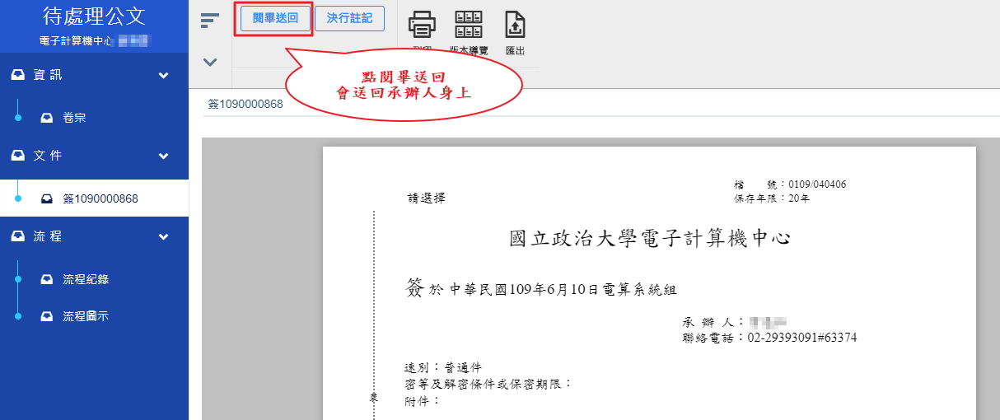 待處理公文
電子計算機中心
資訊
卷宗
文件
簽1090000868
流程
流程紀錄
流程圖示
閱畢送回
決行註記
版本導覽
匯出
點閱畢送回
會送回承辦人身上
簽1090000868
檔　號：0109/040406
保存年限：20年
請選擇
國立政治大學電子計算機中心
簽 於 中華民國109年6月10日電算系統組
承 辦 人：
聯絡電話：02-29393091#63374
速別：普通件
密等及解密條件或保密期限：
附件：